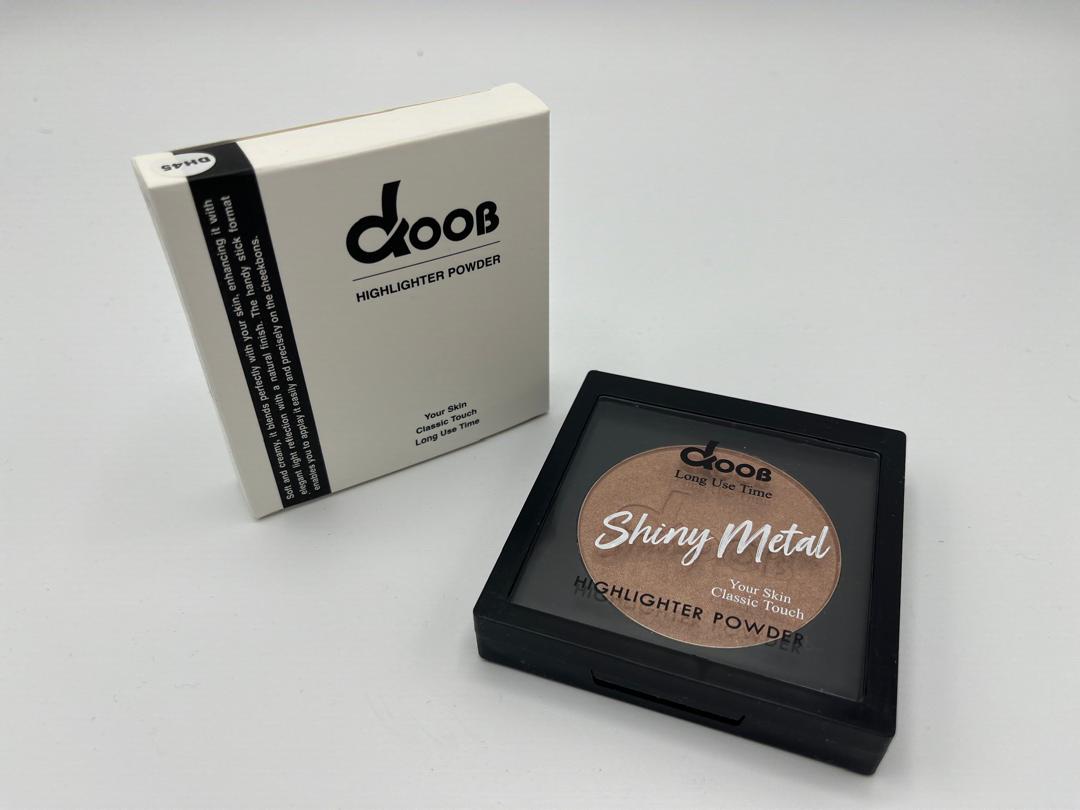 DH45
Soft and creamy, it blends perfectly with your skin, enhancing it with
elegant light reflection with a natural finish. The handy stick format
enables you to applay it easily and precisely on the cheekbons.
dooB
HIGHLIGHTER POWDER
Your Skin
Classic Touch
Long Use Time
dooB
Long Use Time
Shiny Metal
Your Skin
Classic Touch
HIGHLIGHTER POWDER